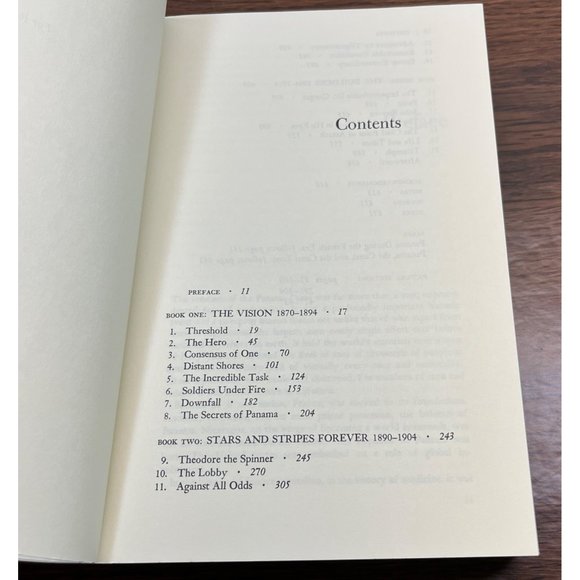 Contents
PREFACE · 11
BOOK ONE: THE VISION 1870–1894 · 17
1. Threshold · 19
2. The Hero · 45
3. Consensus of One · 70
4. Distant Shores · 101
5. The Incredible Task · 124
6. Soldiers Under Fire · 153
7. Downfall · 182
8. The Secrets of Panama · 204
BOOK TWO: STARS AND STRIPES FOREVER 1890–1904 · 243
9. Theodore the Spinner · 245
10. The Lobby · 270
11. Against All Odds · 305